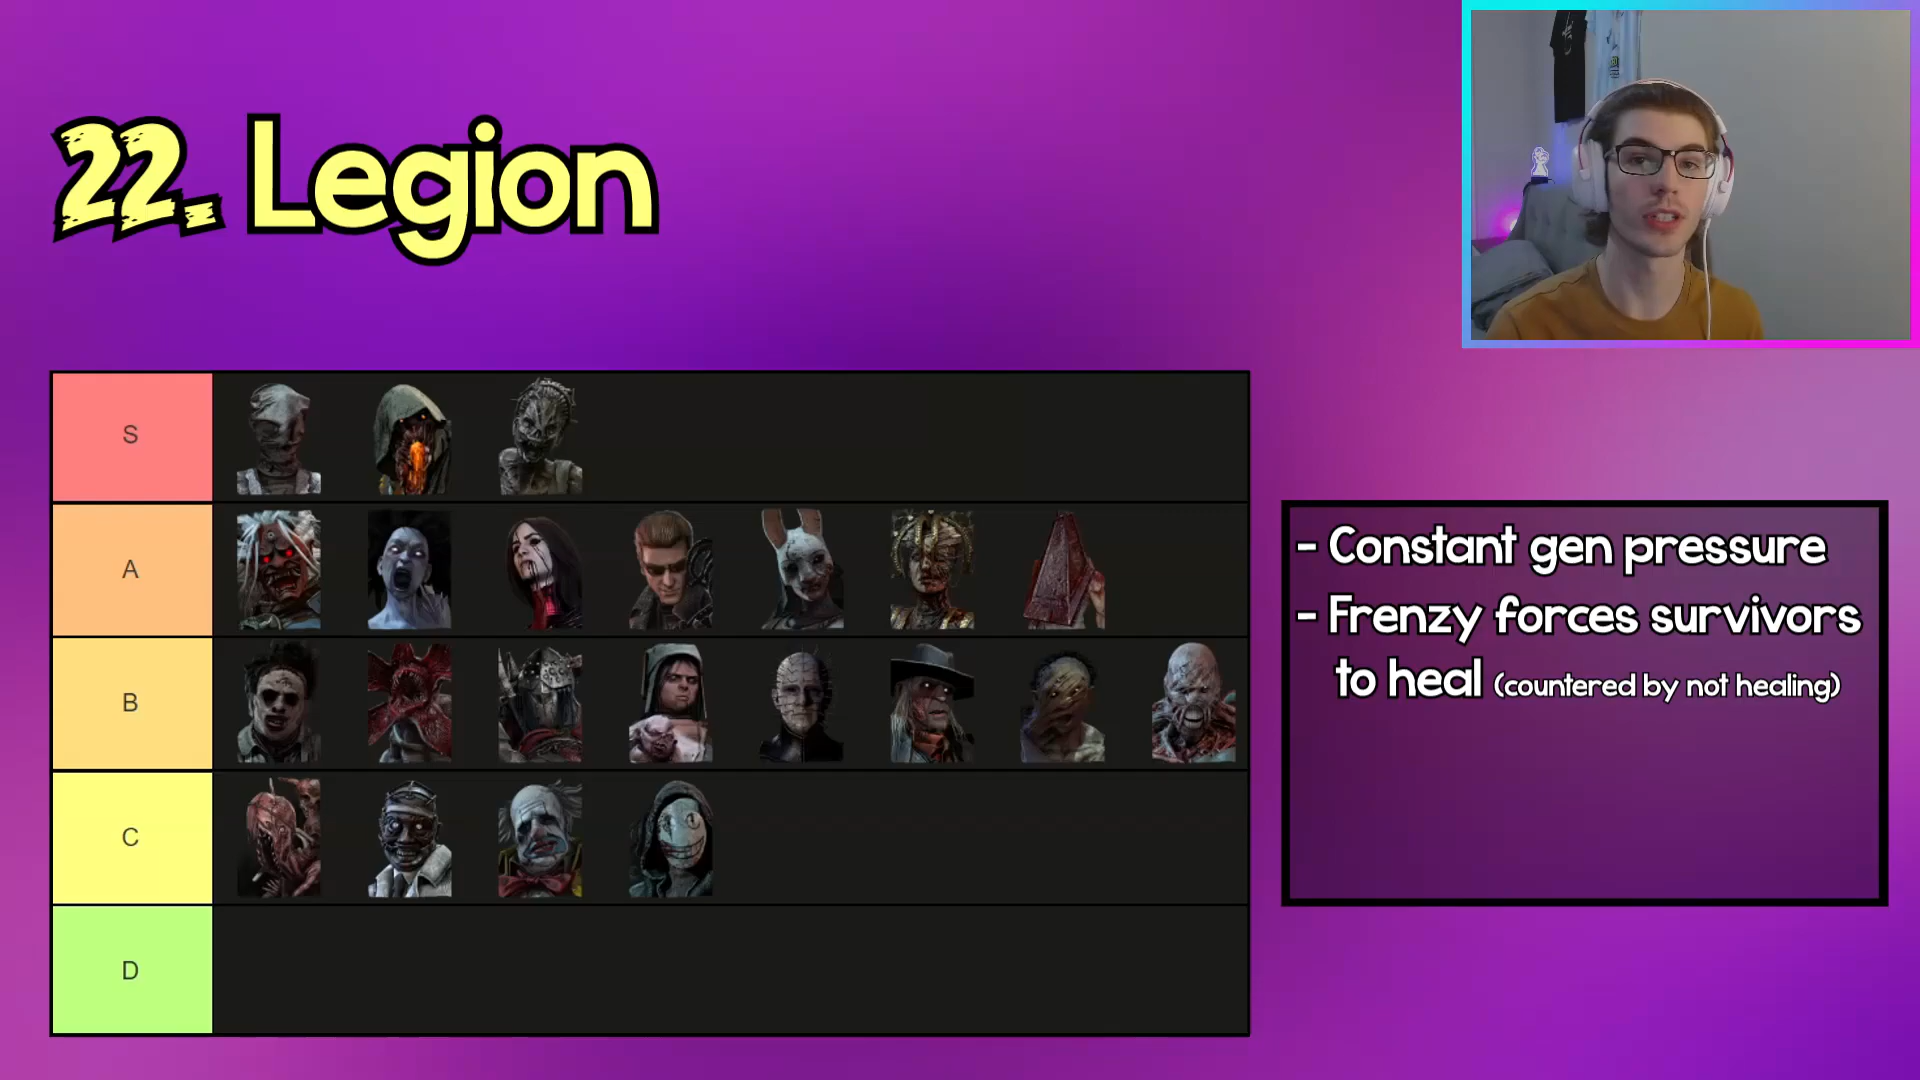 22. Legion
S
A
B
C
D
- Constant gen pressure
- Frenzy forces survivors
to heal (countered by not healing)